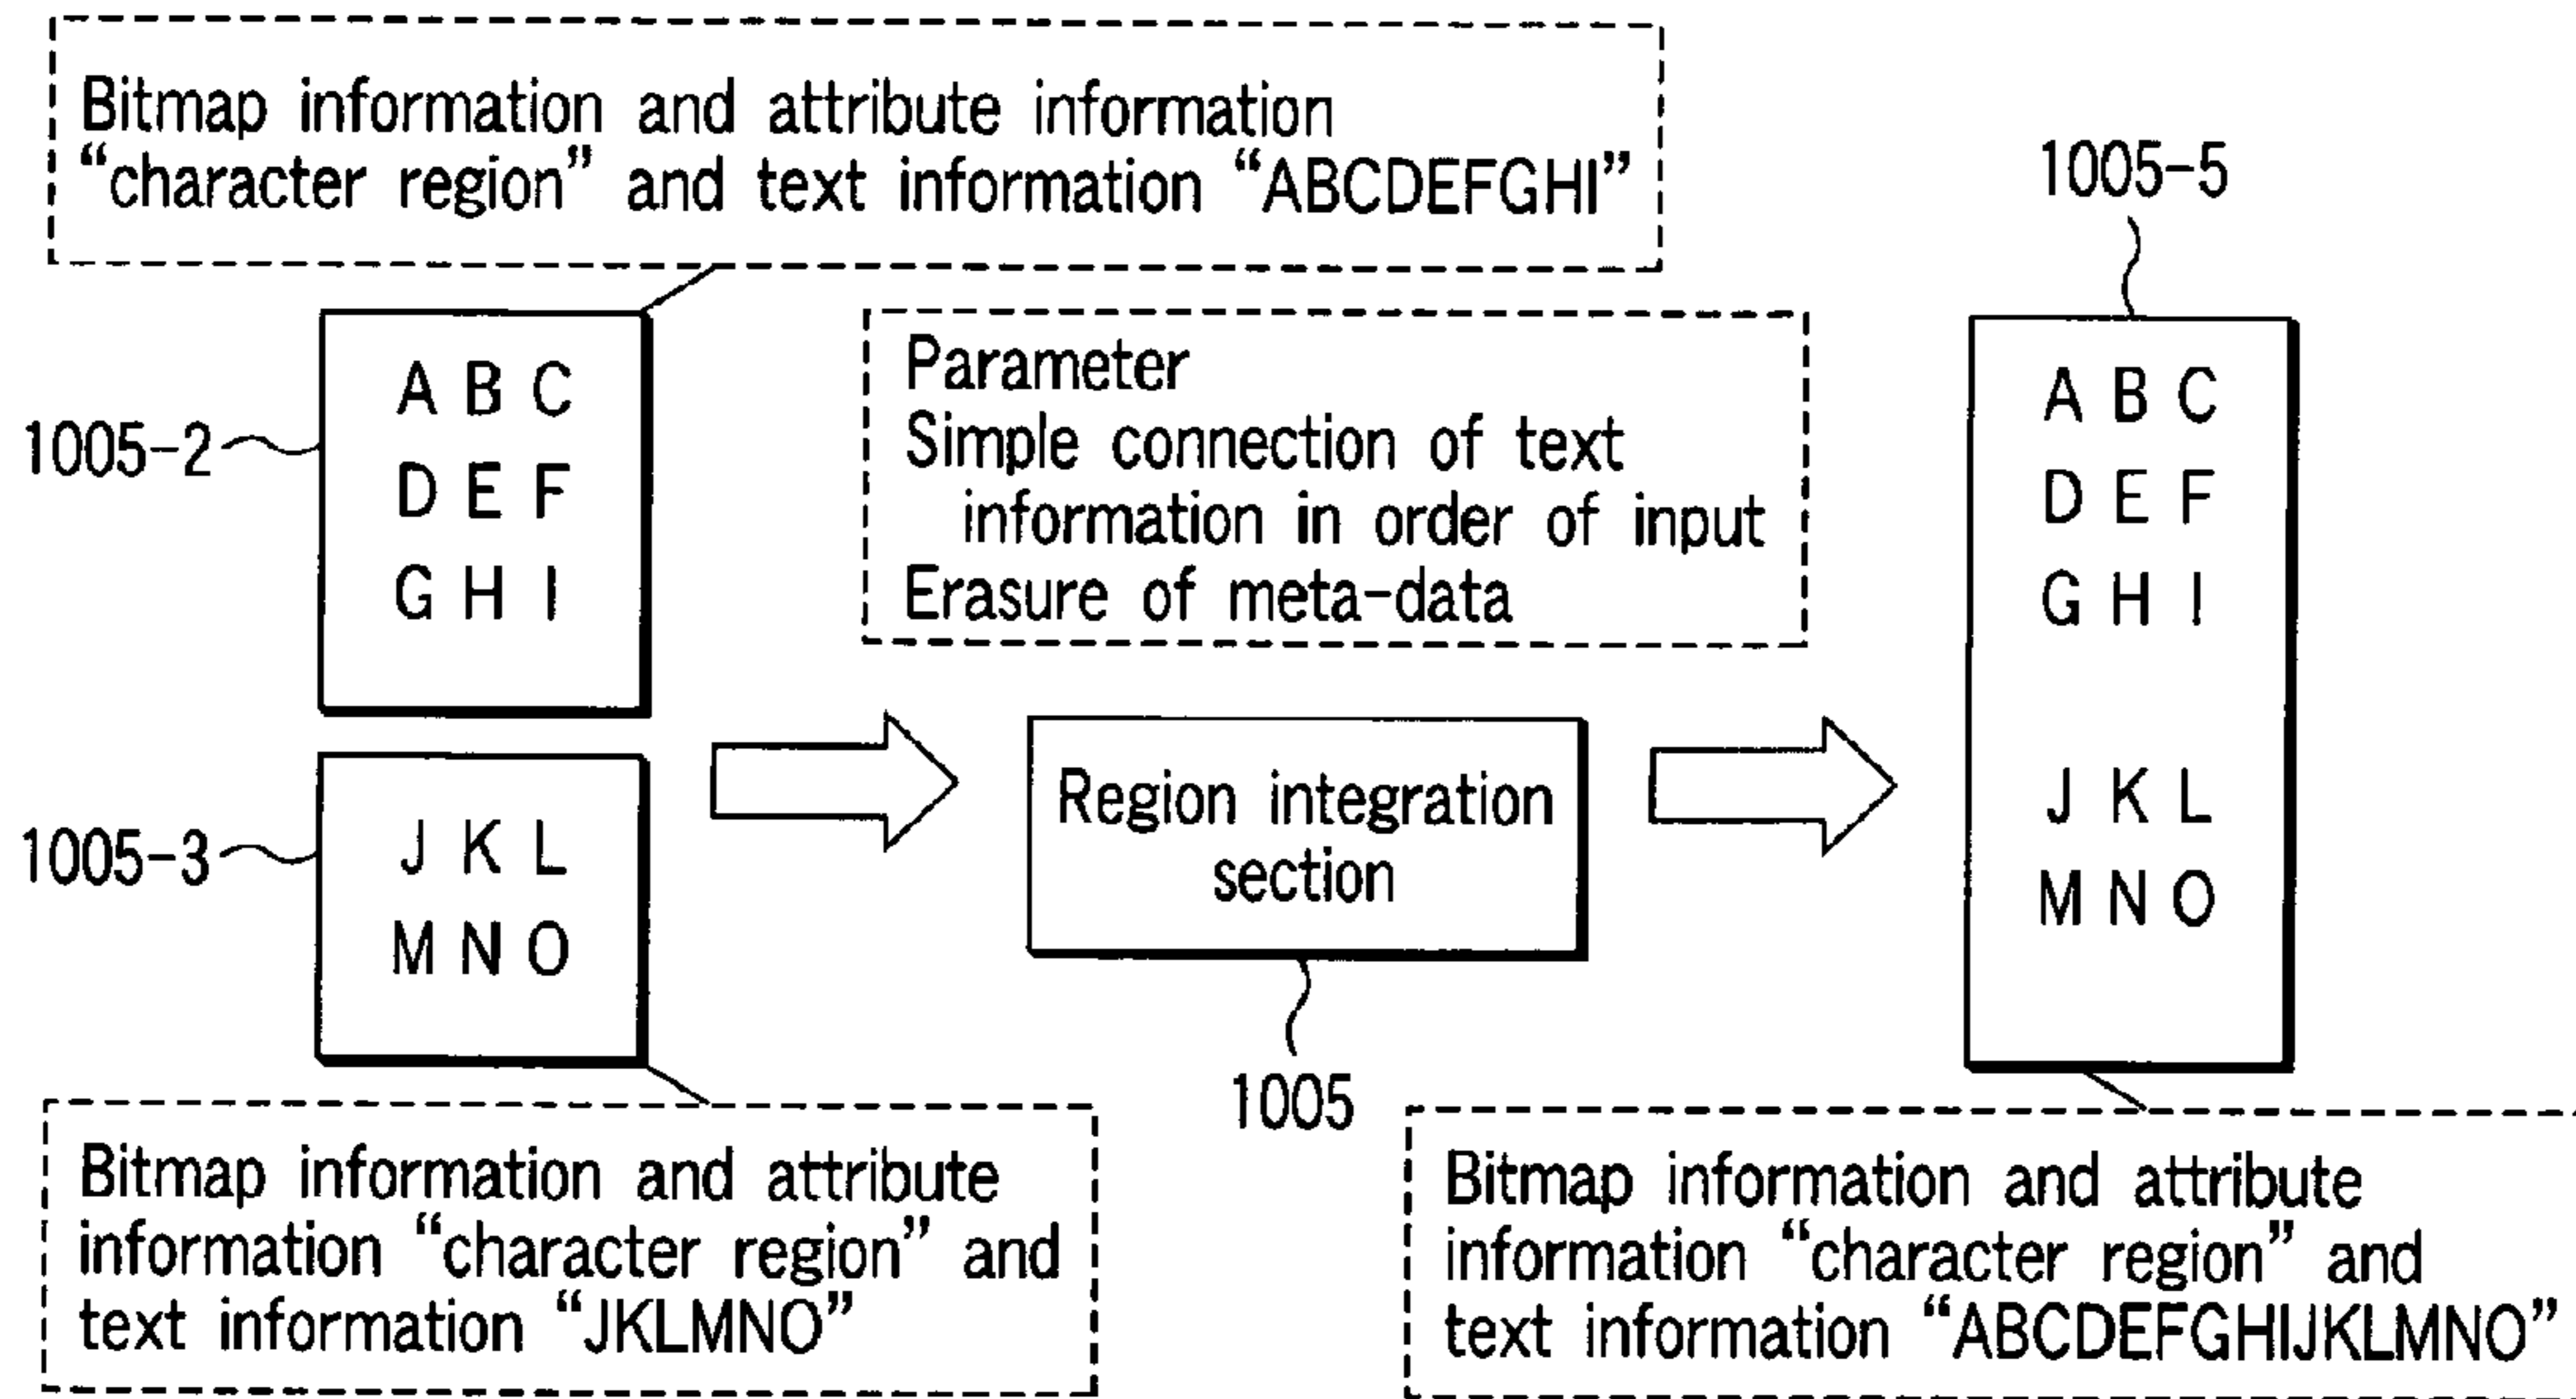 Bitmap information and attribute information
“character region” and text information “ABCDEFGHI”
1005-5
1005-2
A B C
D E F
G H I
Parameter
Simple connection of text
information in order of input
Erasure of meta-data
A B C
D E F
G H I
J K L
M N O
1005-3
J K L
M N O
Region integration
section
1005
Bitmap information and attribute
information “character region” and
text information “JKLMNO”
Bitmap information and attribute
information “character region” and
text information “ABCDEFGHIJKLMNO”